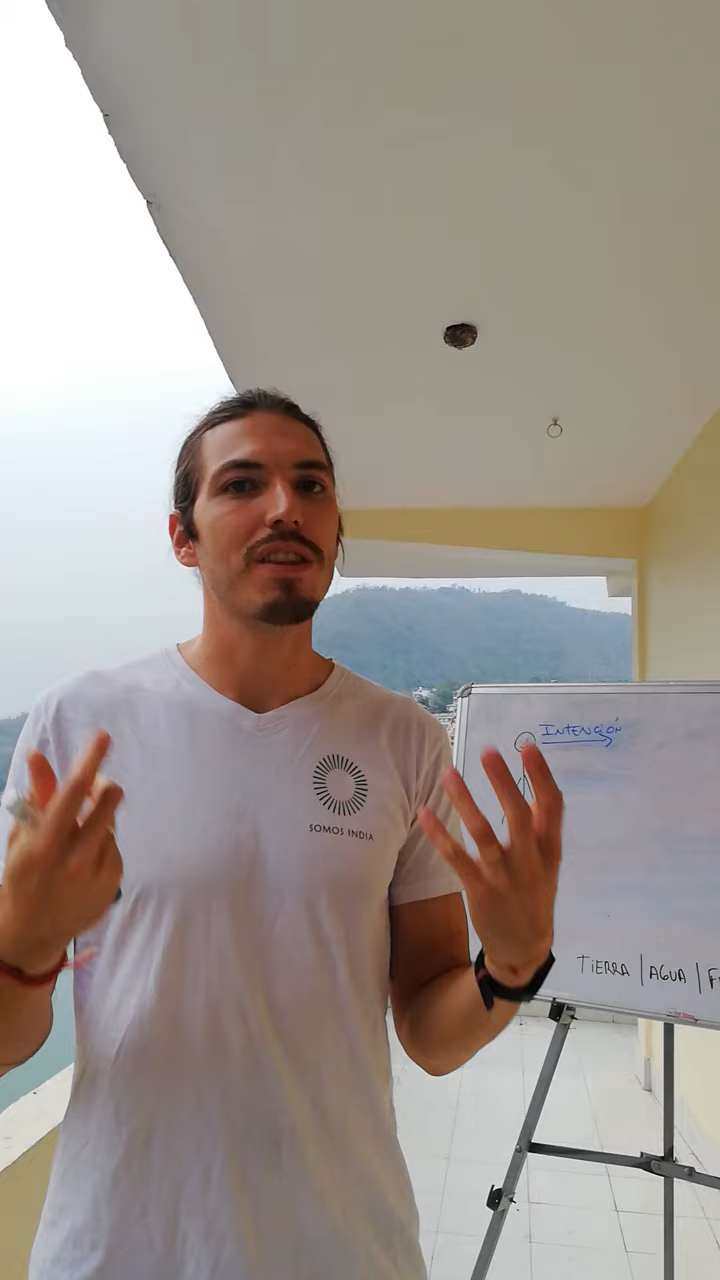 INTENCIÓN
SOMOS INDIA
TIERRA | AGUA | F